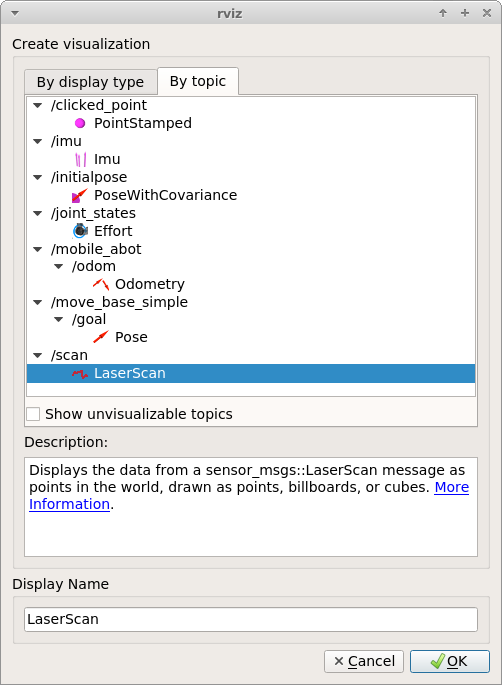 rviz
Create visualization
By display type
By topic
/clicked_point
PointStamped
/imu
Imu
/initialpose
PoseWithCovariance
/joint_states
Effort
/mobile_abot
/odom
Odometry
/move_base_simple
/goal
Pose
/scan
LaserScan
Show unvisualizable topics
Description:
Displays the data from a sensor_msgs::LaserScan message as
points in the world, drawn as points, billboards, or cubes. More
Information.
Display Name
LaserScan
Cancel
OK